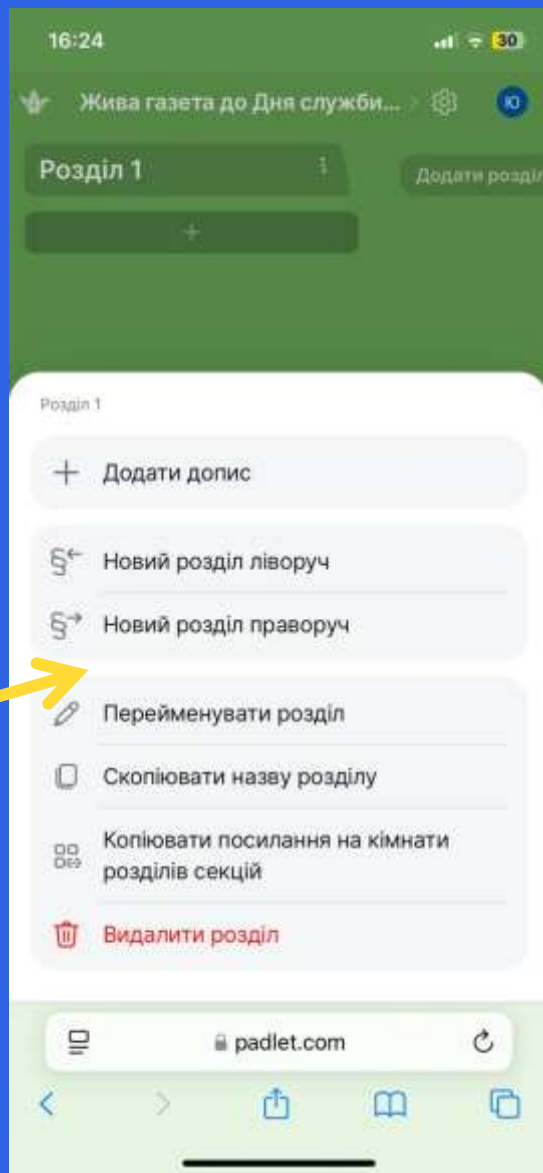 16:24
30
Жива газета до Дня служби...
Ю
Розділ 1
Додати розділ
Розділ 1
Додати допис
Новий розділ ліворуч
Новий розділ праворуч
Перейменувати розділ
Скопіювати назву розділу
Копіювати посилання на кімнати
розділів секцій
Видалити розділ
padlet.com